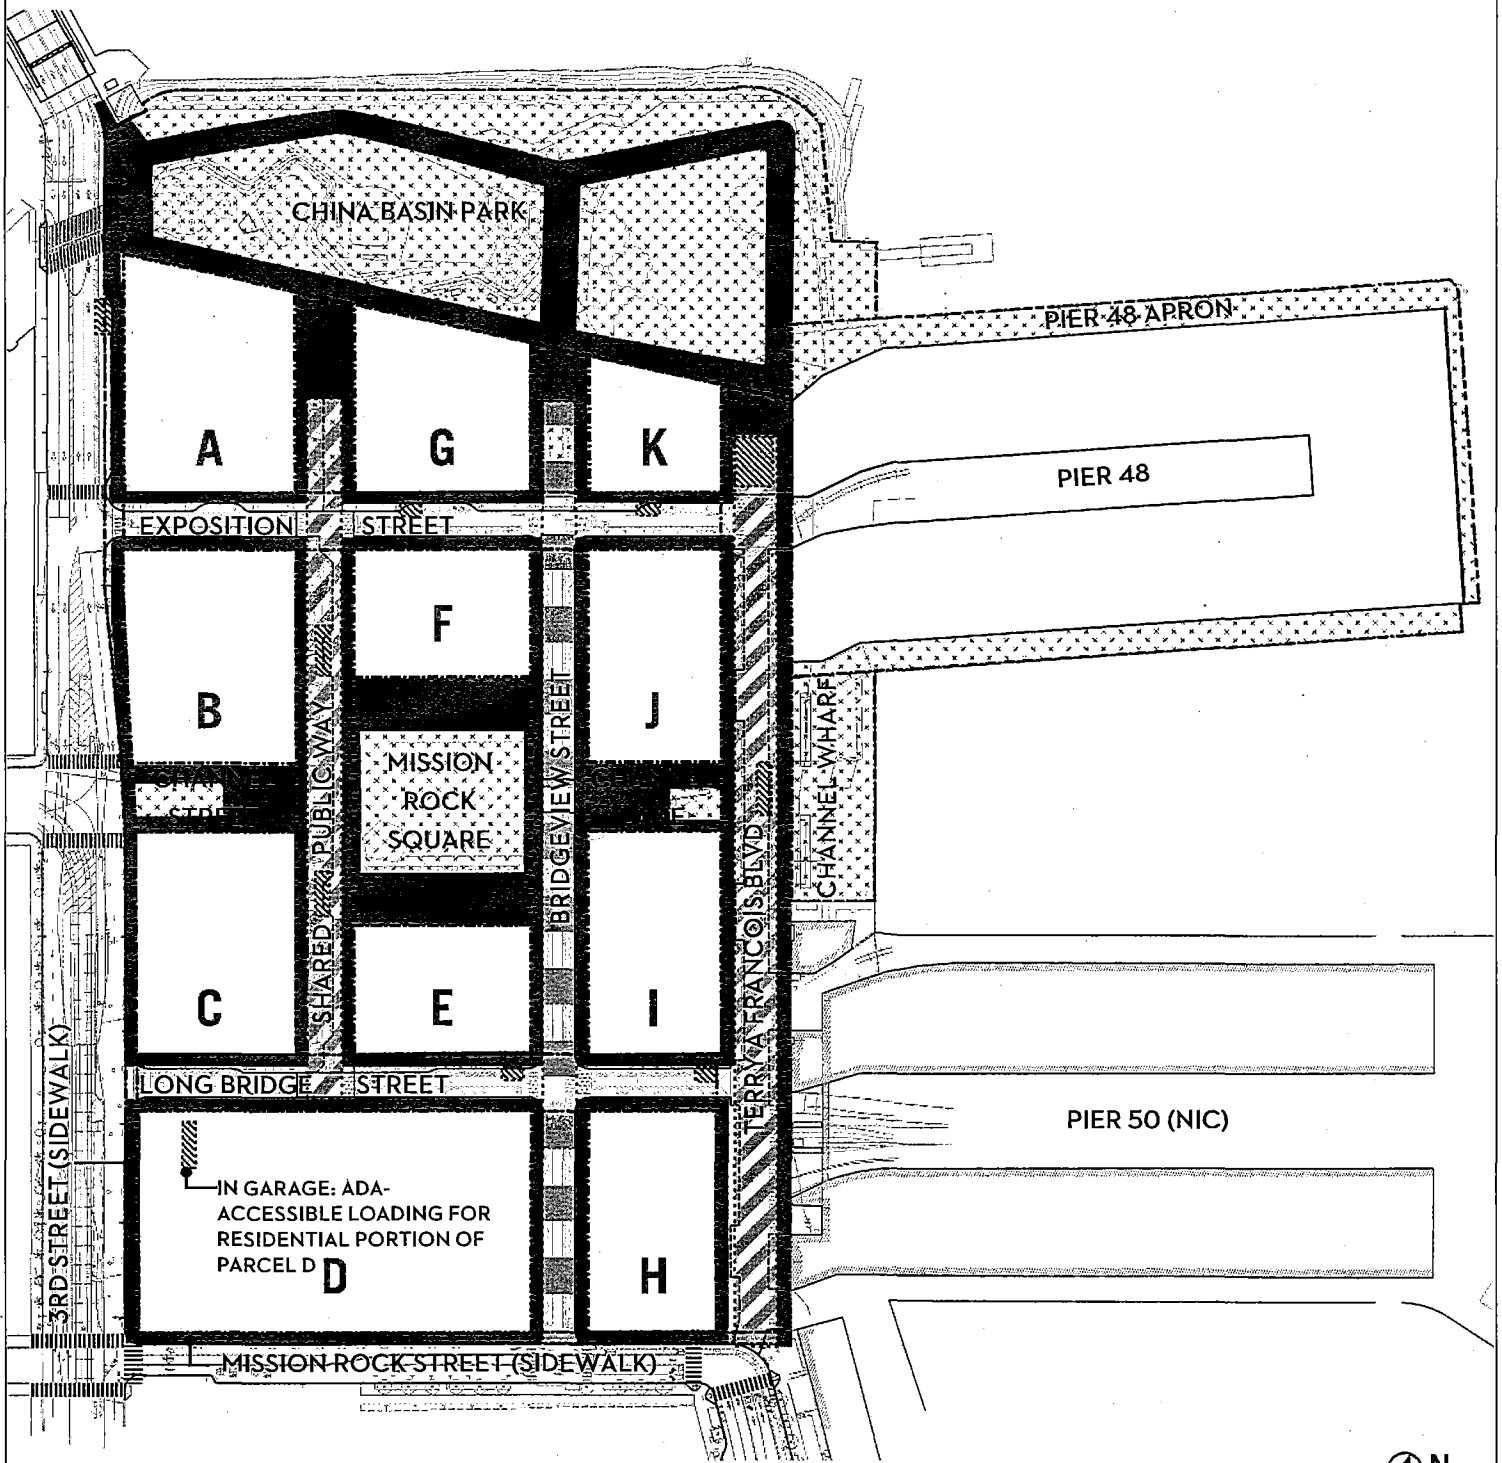 CHINA BASIN PARK
PIER 48 APRON
A
G
K
PIER 48
EXPOSITION STREET
F
B
J
SHARED PUBLIC WAY
BRIDGEVIEW STREET
MISSION
ROCK
SQUARE
CHANNEL WHARF
TERRY A FRANCOIS BLVD
C
E
I
3RD STREET (SIDEWALK)
LONG BRIDGE STREET
PIER 50 (NIC)
IN GARAGE: ADA-
ACCESSIBLE LOADING FOR
RESIDENTIAL PORTION OF
PARCEL D
D
H
MISSION ROCK STREET (SIDEWALK)
N